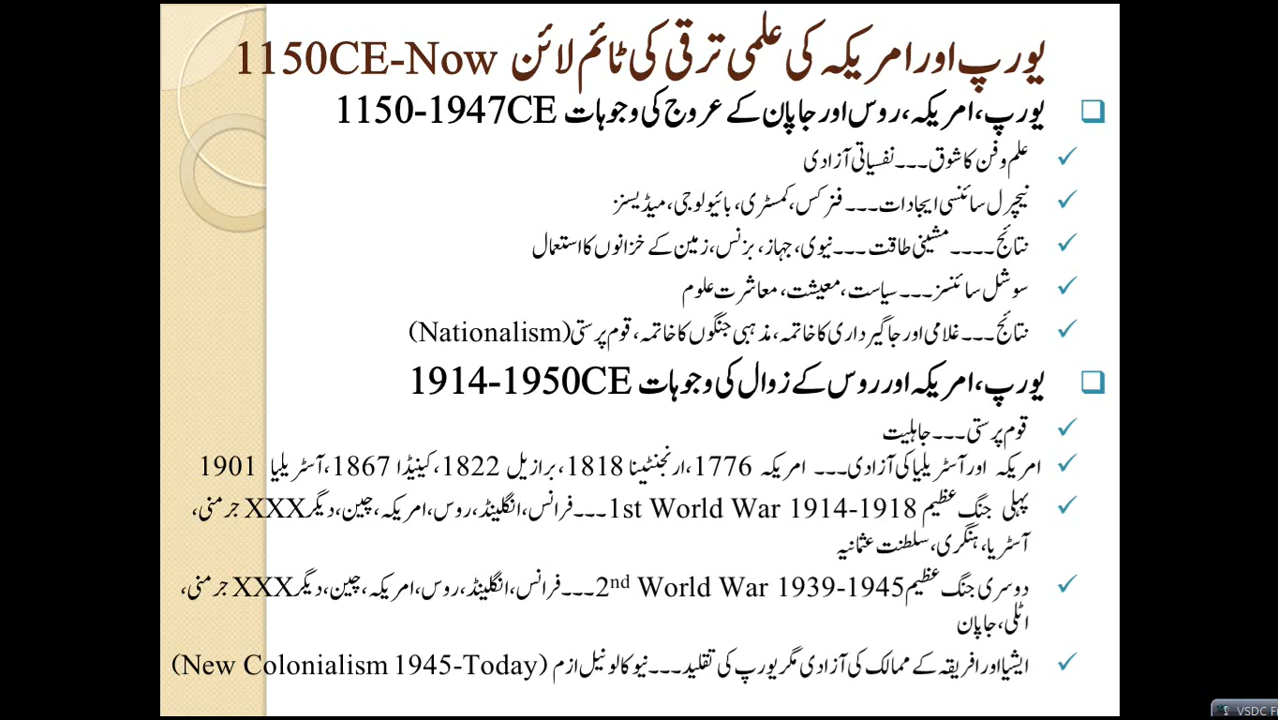 یورپ اور امریکہ کی علمی ترقی کی ٹائم لائن 1150CE-Now
یورپ، امریکہ، روس اور جاپان کے عروج کی وجوہات 1150-1947CE
علم و فن کا شوق۔۔۔ نفسیاتی آزادی
نیچرل سائنسی ایجادات۔۔۔ فزکس، کمسٹری، بائیولوجی، میڈیسنز
نتائج۔۔۔۔ مشینی طاقت۔۔۔ نیوی، جہاز، بزنس، زمین کے خزانوں کا استعمال
سوشل سائنسز۔۔۔ سیاست، معیشت، معاشرت علوم
نتائج۔۔۔ غلامی اور جاگیرداری کا خاتمہ، مذہبی جنگوں کا خاتمہ، قوم پرستی (Nationalism)
یورپ، امریکہ اور روس کے زوال کی وجوہات 1914-1950CE
قوم پرستی۔۔۔ جاہلیت
امریکہ اور آسٹریلیا کی آزادی۔۔۔ امریکہ 1776، ارنجنٹینا 1818، برازیل 1822، کینیڈا 1867، آسٹریلیا 1901
پہلی جنگ عظیم 1st World War 1914-1918۔۔۔ فرانس، انگلینڈ، روس، امریکہ، چین، دیگر XXX جرمنی،
آسٹریا، ہنگری، سلطنت عثمانیہ
دوسری جنگ عظیم 2nd World War 1939-1945۔۔۔ فرانس، انگلینڈ، روس، امریکہ، چین، دیگر XXX جرمنی،
اٹلی، جاپان
ایشیا اور افریقہ کے ممالک کی آزادی مگر یورپ کی تقلید۔۔۔ نیو کالونیل ازم (New Colonialism 1945-Today)
VSDC